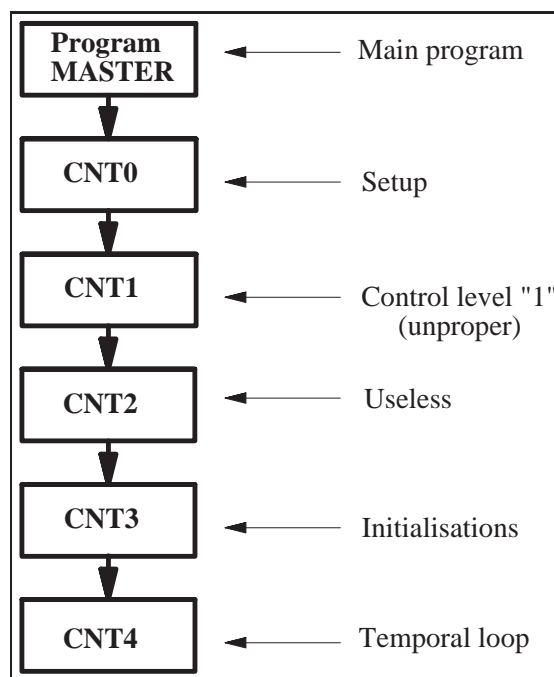 Program
MASTER
Main program
CNT0
Setup
CNT1
Control level "1"
(unproper)
CNT2
Useless
CNT3
Initialisations
CNT4
Temporal loop